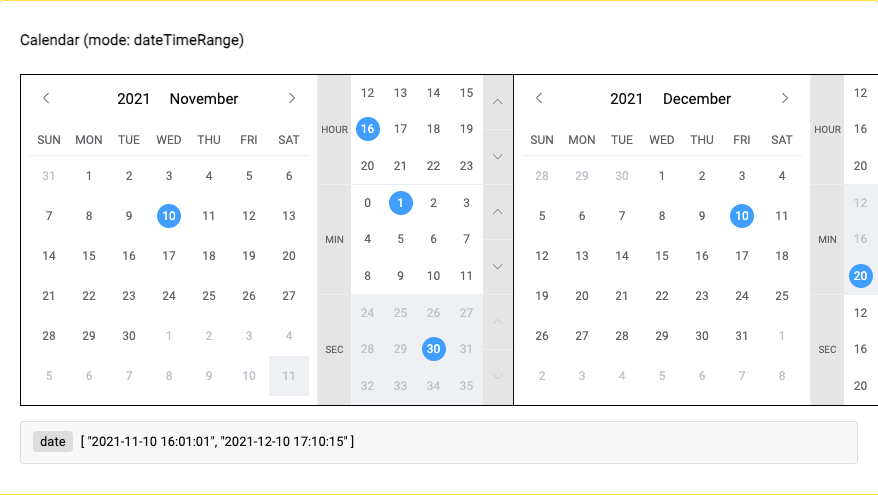 Calendar (mode: dateTimeRange)
2021 November
SUN MON TUE WED THU FRI SAT
31 1 2 3 4 5 6
7 8 9 10 11 12 13
14 15 16 17 18 19 20
21 22 23 24 25 26 27
28 29 30 1 2 3 4
5 6 7 8 9 10 11
HOUR
12 13 14 15
16 17 18 19
20 21 22 23
MIN
0 1 2 3
4 5 6 7
8 9 10 11
SEC
24 25 26 27
28 29 30 31
32 33 34 35
2021 December
SUN MON TUE WED THU FRI SAT
28 29 30 1 2 3 4
5 6 7 8 9 10 11
12 13 14 15 16 17 18
19 20 21 22 23 24 25
26 27 28 29 30 31 1
2 3 4 5 6 7 8
HOUR
12
16
20
MIN
12
16
20
SEC
12
16
20
date [ "2021-11-10 16:01:01", "2021-12-10 17:10:15" ]